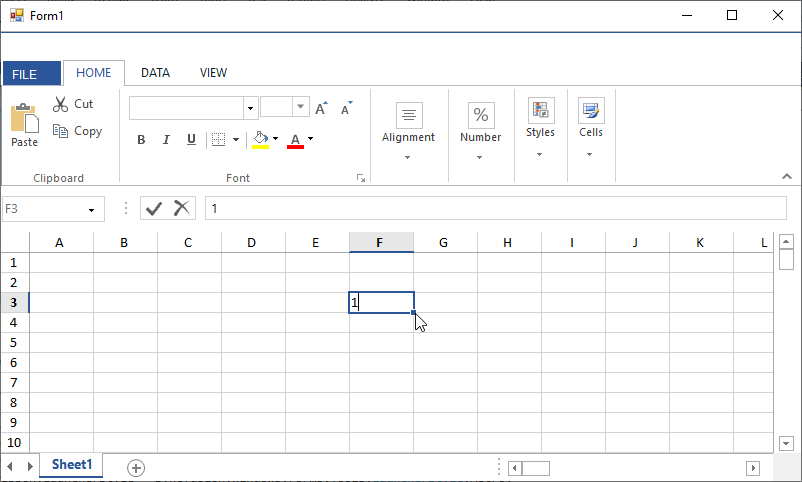 Form1
FILE HOME DATA VIEW
Cut
Copy
Paste
Clipboard
B I U A
A A
Font
Alignment
%
Number
Styles
Cells
F3 1
A B C D E F G H I J K L
1
2
3 1
4
5
6
7
8
9
10
Sheet1